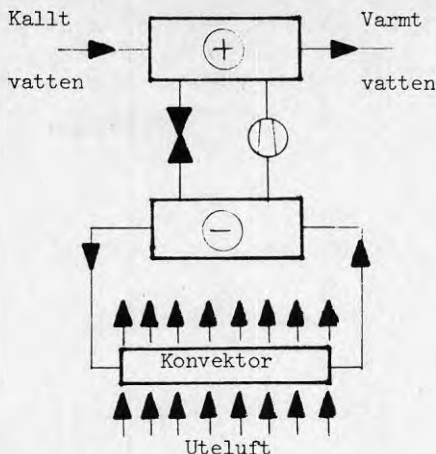 Kallt
vatten
Varmt
vatten
+
−
Konvektor
Uteluft